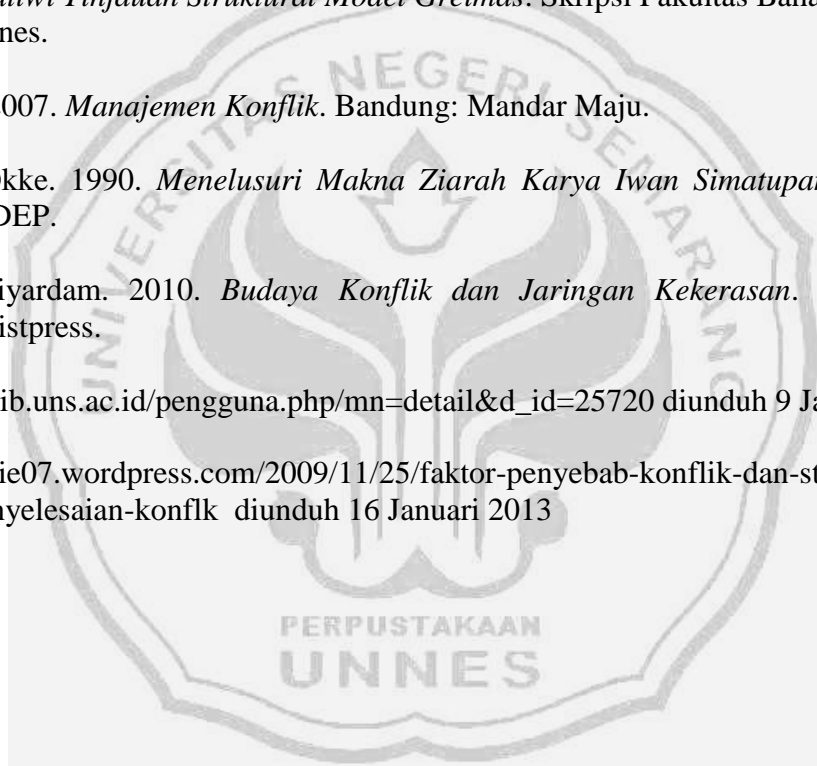 Tinjauan Struktural Model Greimas. Skripsi Fakultas
nes.
2007. Manajemen Konflik. Bandung: Mandar Maju.
Okke. 1990. Menelusuri Makna Ziarah Karya Iwan Simatupan
DEP.
iyardam. 2010. Budaya Konflik dan Jaringan Kekerasan.
istpress.
ib.uns.ac.id/pengguna.php/mn=detail&d_id=25720 diunduh 9 Ja
ie07.wordpress.com/2009/11/25/faktor-penyebab-konflik-dan-st
nyelesaian-konflk diunduh 16 Januari 2013
UNIVERSITAS NEGERI SEMARANG
PERPUSTAKAAN
UNNES